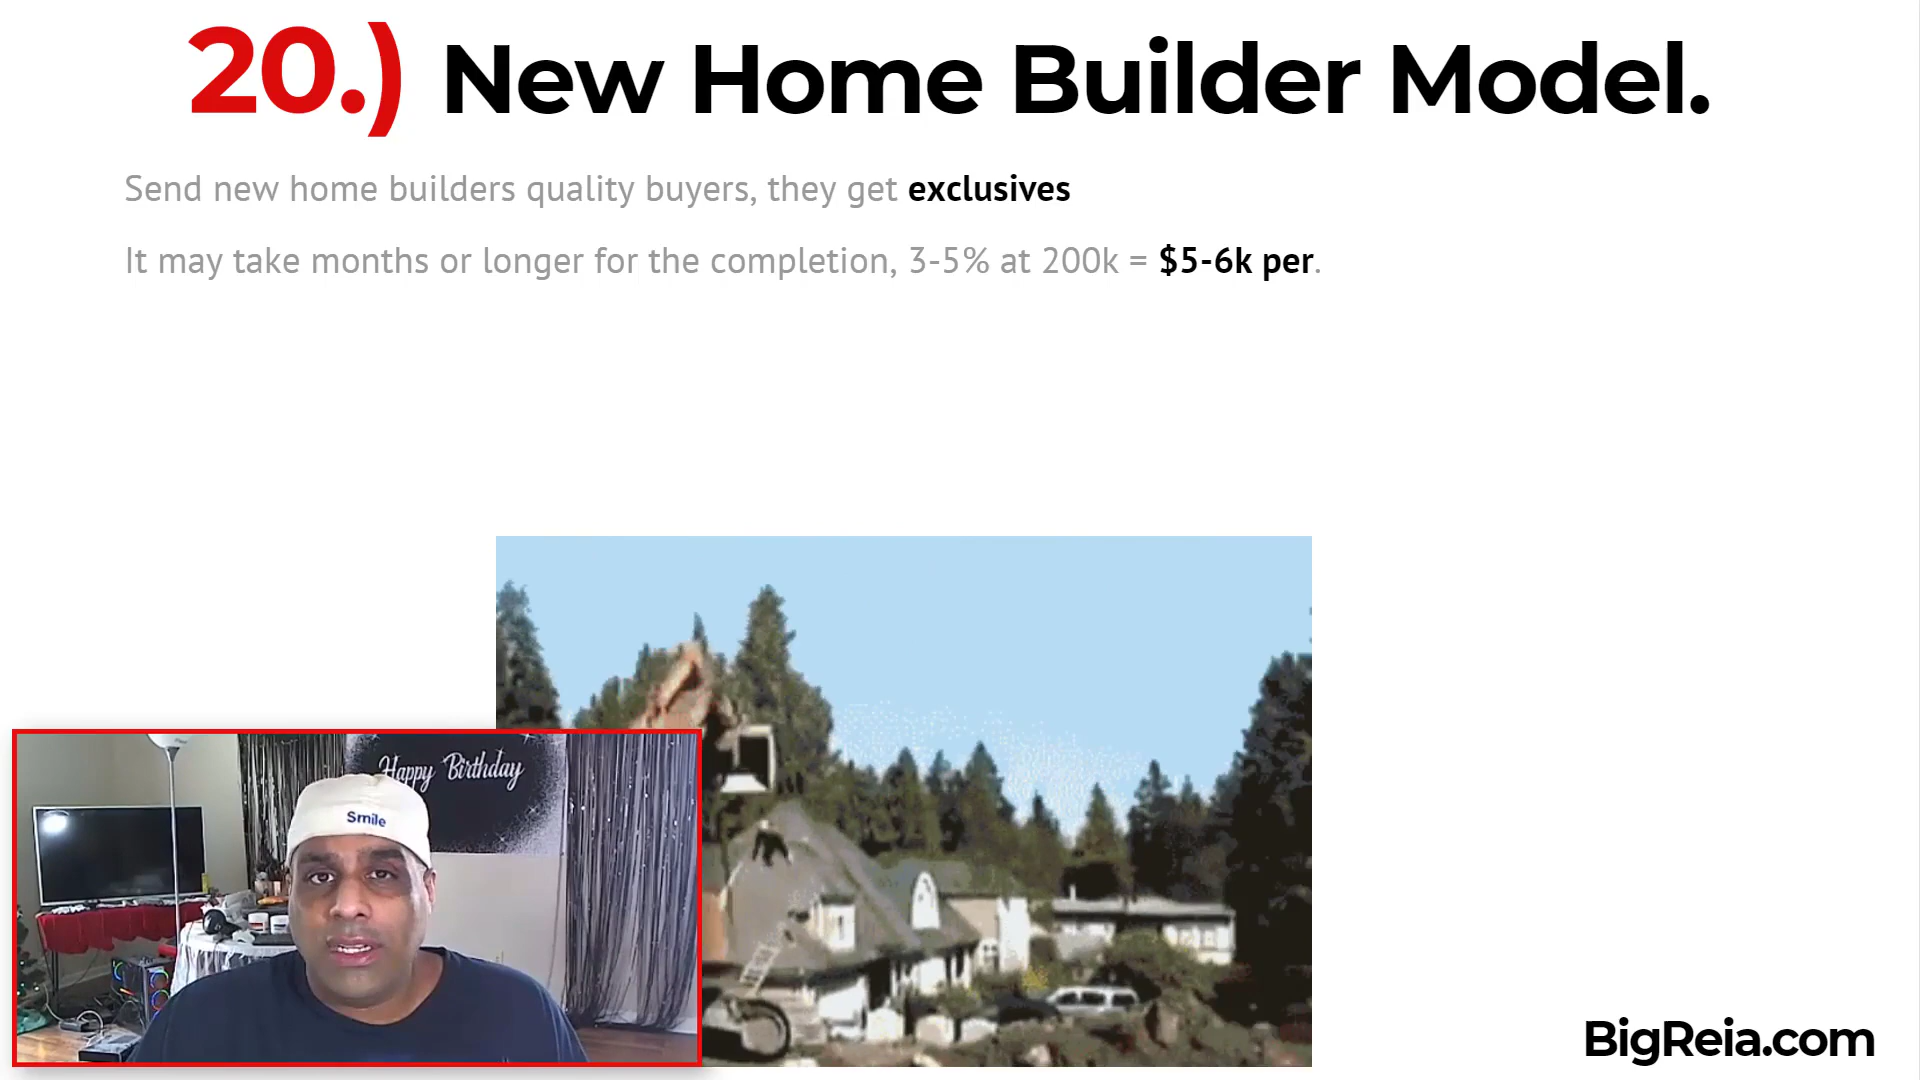 20.) New Home Builder Model.
Send new home builders quality buyers, they get exclusives
It may take months or longer for the completion, 3-5% at 200k = $5-6k per.
Happy Birthday
Smile
BigReia.com